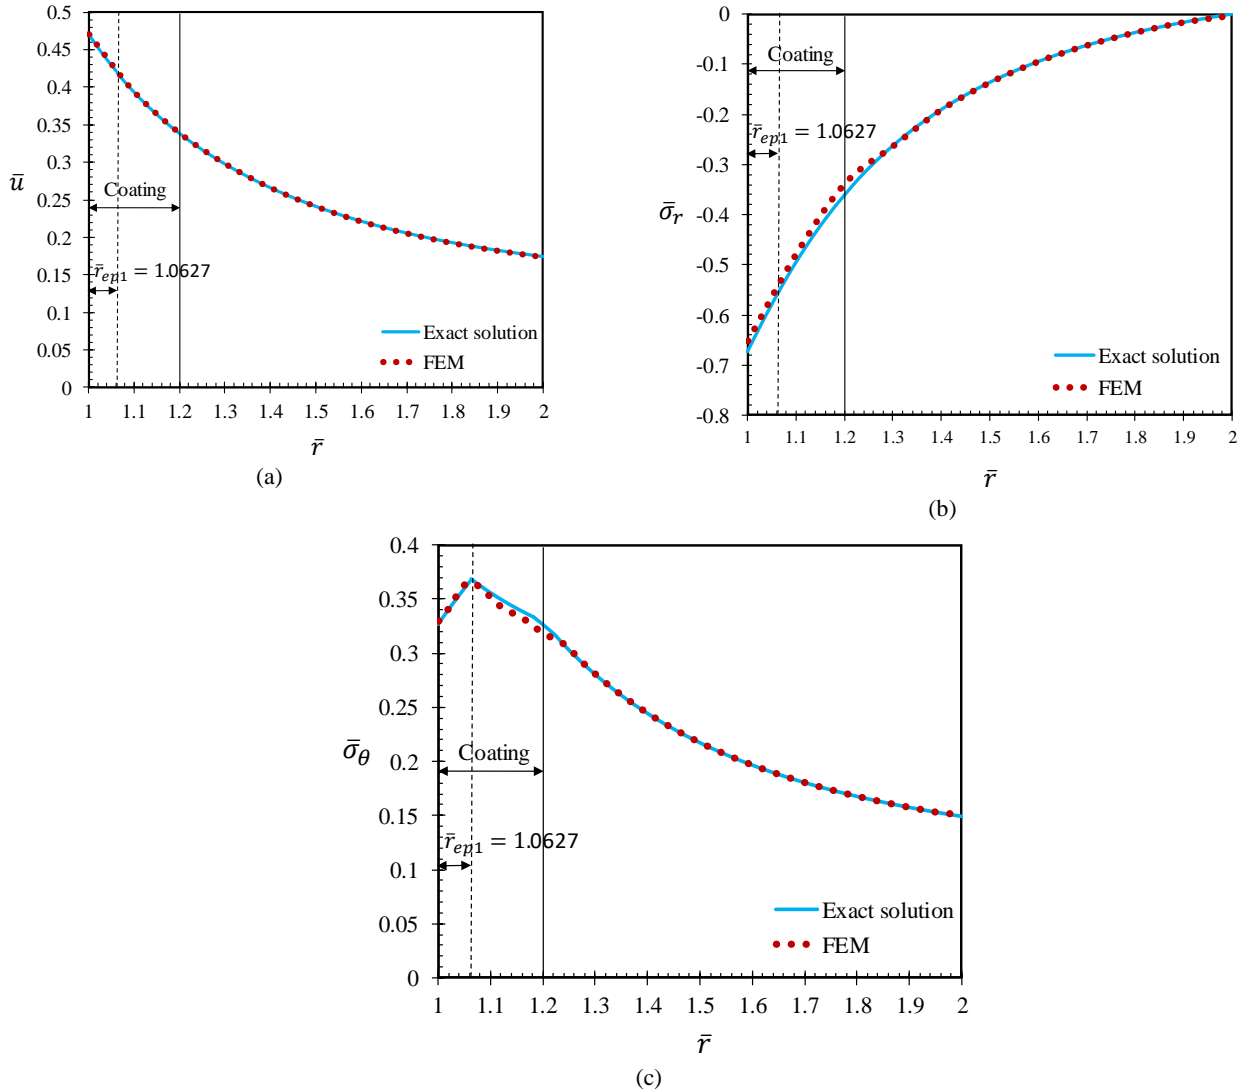 0.5
0.45
0.4
0.35
0.3
0.25
0.2
0.15
0.1
0.05
0
ū
Coating
r̄ₑₚ₁ = 1.0627
Exact solution
FEM
1 1.1 1.2 1.3 1.4 1.5 1.6 1.7 1.8 1.9 2
r̄
(a)
0
-0.1
-0.2
-0.3
-0.4
-0.5
-0.6
-0.7
-0.8
σ̄ᵣ
Coating
r̄ₑₚ₁ = 1.0627
Exact solution
FEM
1 1.1 1.2 1.3 1.4 1.5 1.6 1.7 1.8 1.9 2
r̄
(b)
0.4
0.35
0.3
0.25
0.2
0.15
0.1
0.05
0
σ̄_θ
Coating
r̄ₑₚ₁ = 1.0627
Exact solution
FEM
1 1.1 1.2 1.3 1.4 1.5 1.6 1.7 1.8 1.9 2
r̄
(c)